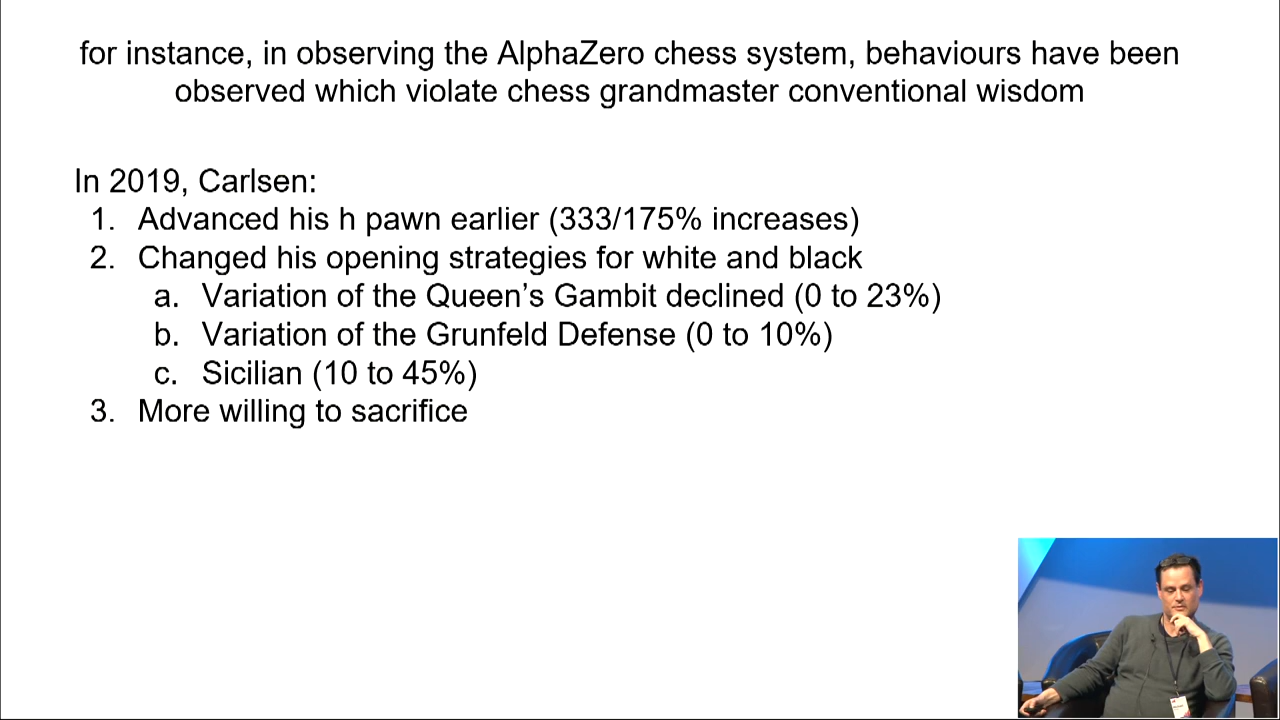 for instance, in observing the AlphaZero chess system, behaviours have been
observed which violate chess grandmaster conventional wisdom
In 2019, Carlsen:
1. Advanced his h pawn earlier (333/175% increases)
2. Changed his opening strategies for white and black
a. Variation of the Queen's Gambit declined (0 to 23%)
b. Variation of the Grunfeld Defense (0 to 10%)
c. Sicilian (10 to 45%)
3. More willing to sacrifice